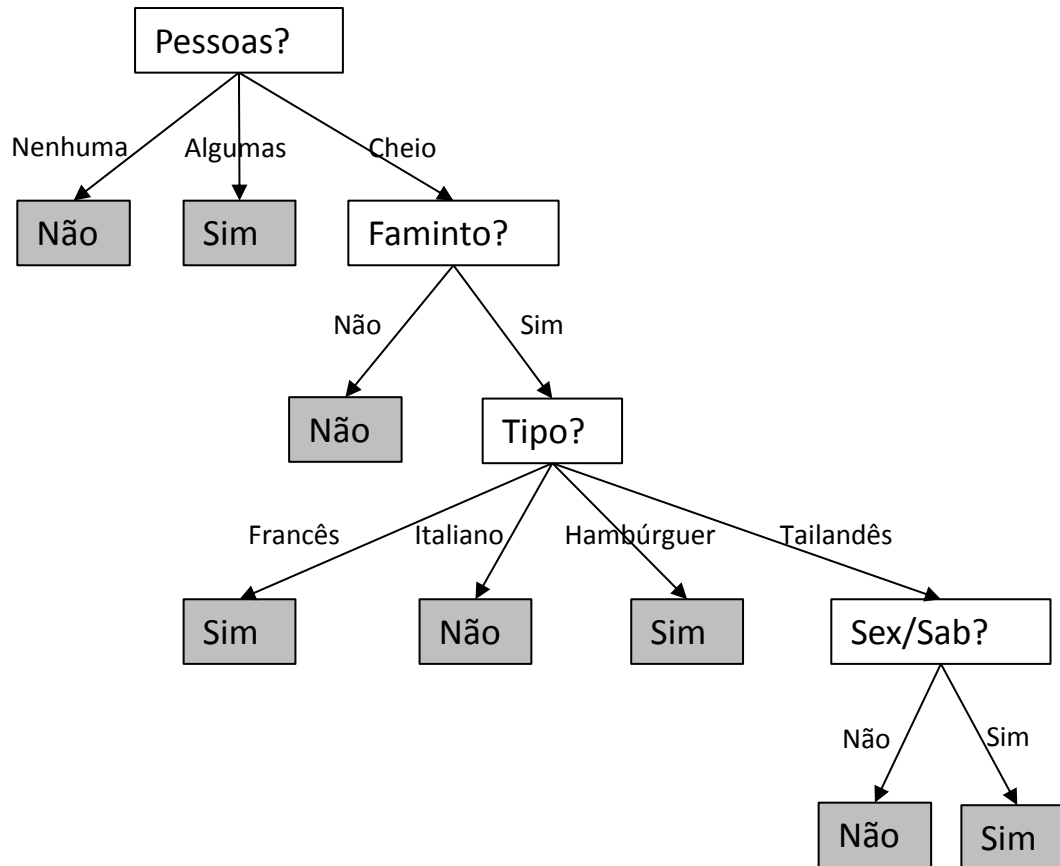 Pessoas?
Nenhuma
Algumas
Cheio
Não
Sim
Faminto?
Não
Sim
Não
Tipo?
Francês
Italiano
Hambúrguer
Tailandês
Sim
Não
Sim
Sex/Sab?
Não
Sim
Não
Sim